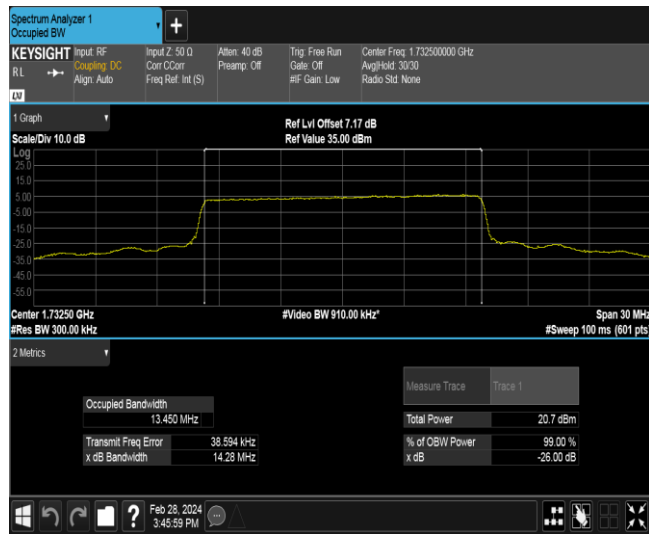 Spectrum Analyzer 1
Occupied BW
+
KEYSIGHT Input: RF Input Z: 50 Ω Atten: 40 dB Trig: Free Run Center Freq: 1.732500000 GHz
RL Coupling: DC Corr CCorr Preamp: Off Gate: Off Avg|Hold: 30/30
Align: Auto Freq Ref: Int (S) #IF Gain: Low Radio Std: None
LXI
1 Graph
Ref Lvl Offset 7.17 dB
Scale/Div 10.0 dB Ref Value 35.00 dBm
Log
25.0
15.0
5.00
-5.00
-15.0
-25.0
-35.0
-45.0
-55.0
Center 1.73250 GHz #Video BW 910.00 kHz* Span 30 MHz
#Res BW 300.00 kHz #Sweep 100 ms (601 pts)
2 Metrics
Measure Trace Trace 1
Occupied Bandwidth
13.450 MHz Total Power 20.7 dBm
Transmit Freq Error 38.594 kHz % of OBW Power 99.00 %
x dB Bandwidth 14.28 MHz x dB -26.00 dB
? Feb 28, 2024
3:45:59 PM